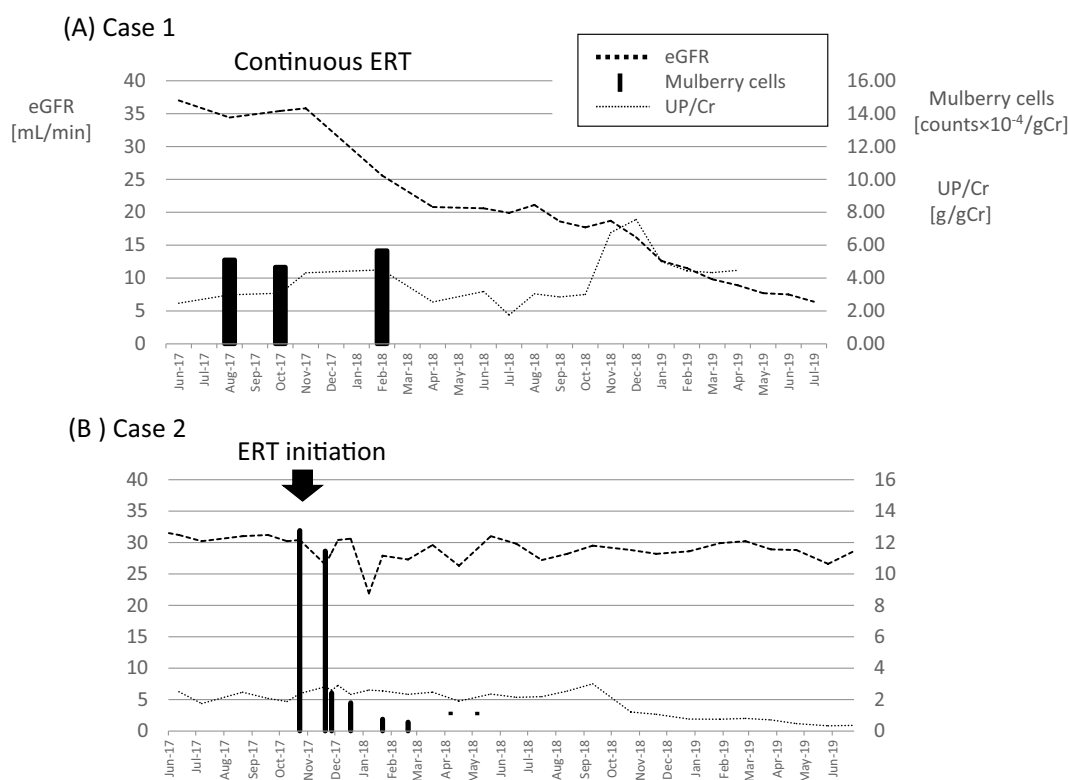 (A) Case 1
Continuous ERT
eGFR
Mulberry cells
UP/Cr
eGFR
[mL/min]
Mulberry cells
[counts×10⁻⁴/gCr]
UP/Cr
[g/gCr]
40
35
30
25
20
15
10
5
0
16.00
14.00
12.00
10.00
8.00
6.00
4.00
2.00
0.00
Jun-17
Jul-17
Aug-17
Sep-17
Oct-17
Nov-17
Dec-17
Jan-18
Feb-18
Mar-18
Apr-18
May-18
Jun-18
Jul-18
Aug-18
Sep-18
Oct-18
Nov-18
Dec-18
Jan-19
Feb-19
Mar-19
Apr-19
May-19
Jun-19
Jul-19
(B ) Case 2
ERT initiation
40
35
30
25
20
15
10
5
0
16
14
12
10
8
6
4
2
0
Jun-17
Jul-17
Aug-17
Sep-17
Oct-17
Nov-17
Dec-17
Jan-18
Feb-18
Mar-18
Apr-18
May-18
Jun-18
Jul-18
Aug-18
Sep-18
Oct-18
Nov-18
Dec-18
Jan-19
Feb-19
Mar-19
Apr-19
May-19
Jun-19